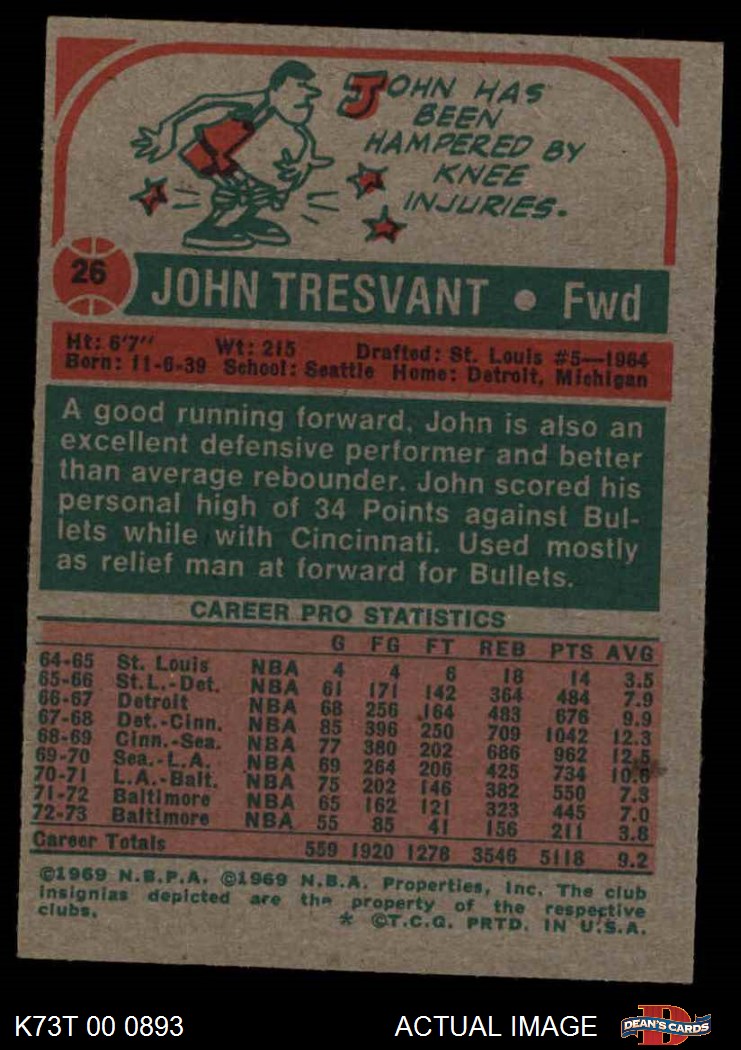 JOHN HAS
BEEN
HAMPERED BY
KNEE
INJURIES.
26
JOHN TRESVANT • Fwd
Ht: 6'7" Wt: 215 Drafted: St. Louis #5—1964
Born: 11-6-39 School: Seattle Home: Detroit, Michigan
A good running forward. John is also an
excellent defensive performer and better
than average rebounder. John scored his
personal high of 34 Points against Bul-
lets while with Cincinnati. Used mostly
as relief man at forward for Bullets.
CAREER PRO STATISTICS
G FG FT REB PTS AVG
64-65 St. Louis NBA 4 4 6 18 14 3.5
65-66 St.L.-Det. NBA 61 171 142 364 484 7.9
66-67 Detroit NBA 68 256 164 483 676 9.9
67-68 Det.-Cinn. NBA 85 396 250 709 1042 12.3
68-69 Cinn.-Sea. NBA 77 380 202 686 962 12.5
69-70 Sea.-L.A. NBA 69 264 206 425 734 10.6
70-71 L.A.-Balt. NBA 75 202 146 382 550 7.3
71-72 Baltimore NBA 65 162 121 323 445 7.0
72-73 Baltimore NBA 55 85 41 156 211 3.8
Career Totals 559 1920 1278 3546 5118 9.2
©1969 N.B.P.A. ©1969 N.B.A. Properties, Inc. The club
insignias depicted are the property of the respective
clubs. * ©T.C.G. PRTD. IN U.S.A.
K73T 00 0893 ACTUAL IMAGE DEAN'S CARDS